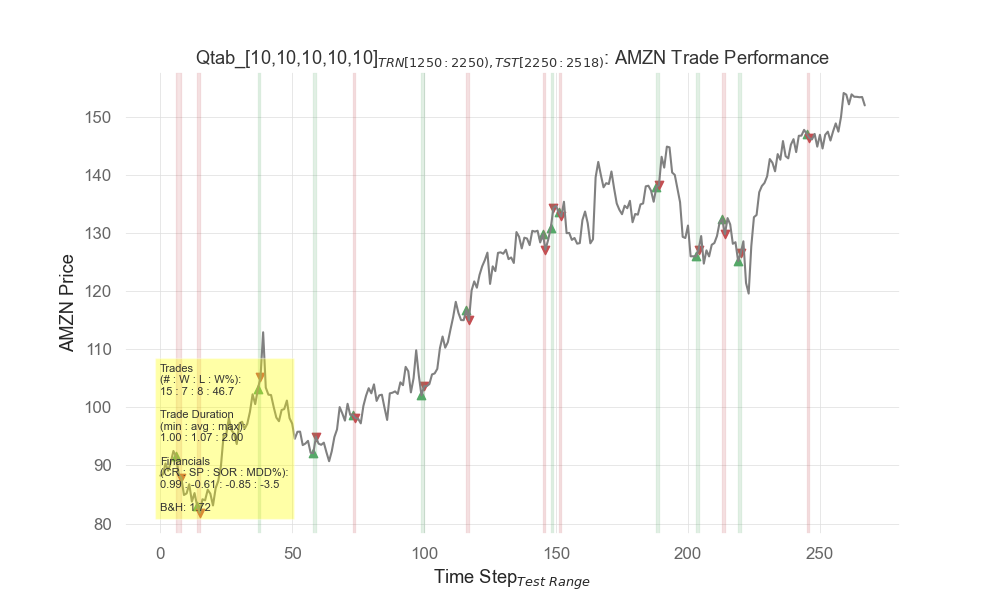 Qtab_[10,10,10,10,10]TRN[1250:2250),TST[2250:2518): AMZN Trade Performance
AMZN Price
150
140
130
120
110
100
90
80
Trades
(# : W : L : W%):
15 : 7 : 8 : 46.7
Trade Duration
(min : avg : max):
1.00 : 1.07 : 2.00
Financials
(CR : SP : SOR : MDD%):
0.99 : -0.61 : -0.85 : -3.5
B&H: 1.72
0
50
100
150
200
250
Time StepTest Range